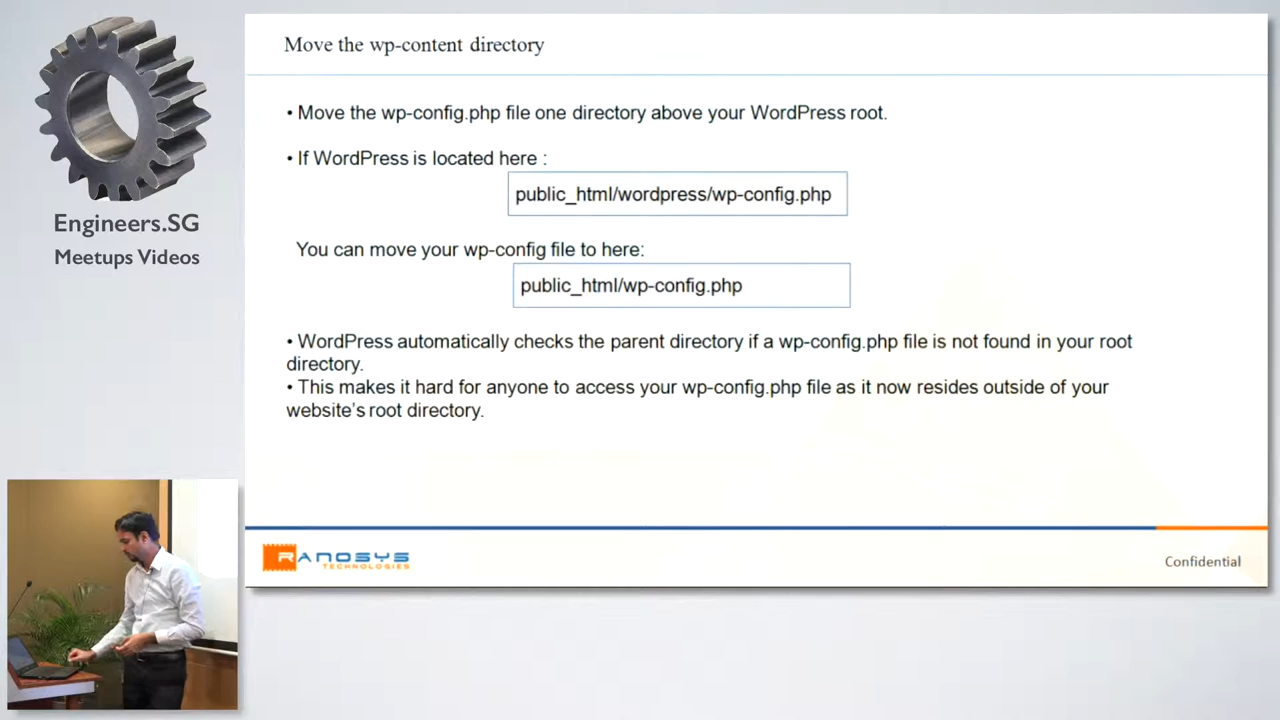 Move the wp-content directory
• Move the wp-config.php file one directory above your WordPress root.
• If WordPress is located here :
public_html/wordpress/wp-config.php
You can move your wp-config file to here:
public_html/wp-config.php
• WordPress automatically checks the parent directory if a wp-config.php file is not found in your root
directory.
• This makes it hard for anyone to access your wp-config.php file as it now resides outside of your
website's root directory.
RANOSYS
TECHNOLOGIES
Confidential
Engineers.SG
Meetups Videos